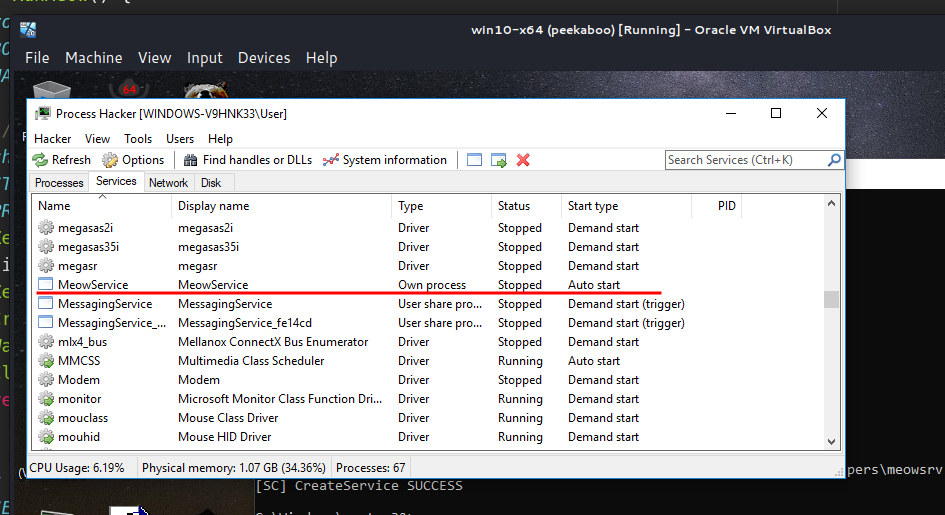 win10-x64 (peekaboo) [Running] - Oracle VM VirtualBox
File Machine View Input Devices Help
64
Process Hacker [WINDOWS-V9HNK33\User]
Hacker View Tools Users Help
Refresh Options Find handles or DLLs System information Search Services (Ctrl+K)
Processes Services Network Disk
Name Display name Type Status Start type PID
megasas2i megasas2i Driver Stopped Demand start
megasas35i megasas35i Driver Stopped Demand start
megasr megasr Driver Stopped Demand start
MeowService MeowService Own process Stopped Auto start
MessagingService MessagingService User share pro... Stopped Demand start (trigger)
MessagingService_... MessagingService_fe14cd User share pro... Stopped Demand start (trigger)
mlx4_bus Mellanox ConnectX Bus Enumerator Driver Stopped Demand start
MMCSS Multimedia Class Scheduler Driver Running Auto start
Modem Modem Driver Stopped Demand start
monitor Microsoft Monitor Class Function Dri... Driver Running Demand start
mouclass Mouse Class Driver Driver Running Demand start
mouhid Mouse HID Driver Driver Running Demand start
CPU Usage: 6.19% Physical memory: 1.07 GB (34.36%) Processes: 67
pers\meowsrv
[SC] CreateService SUCCESS